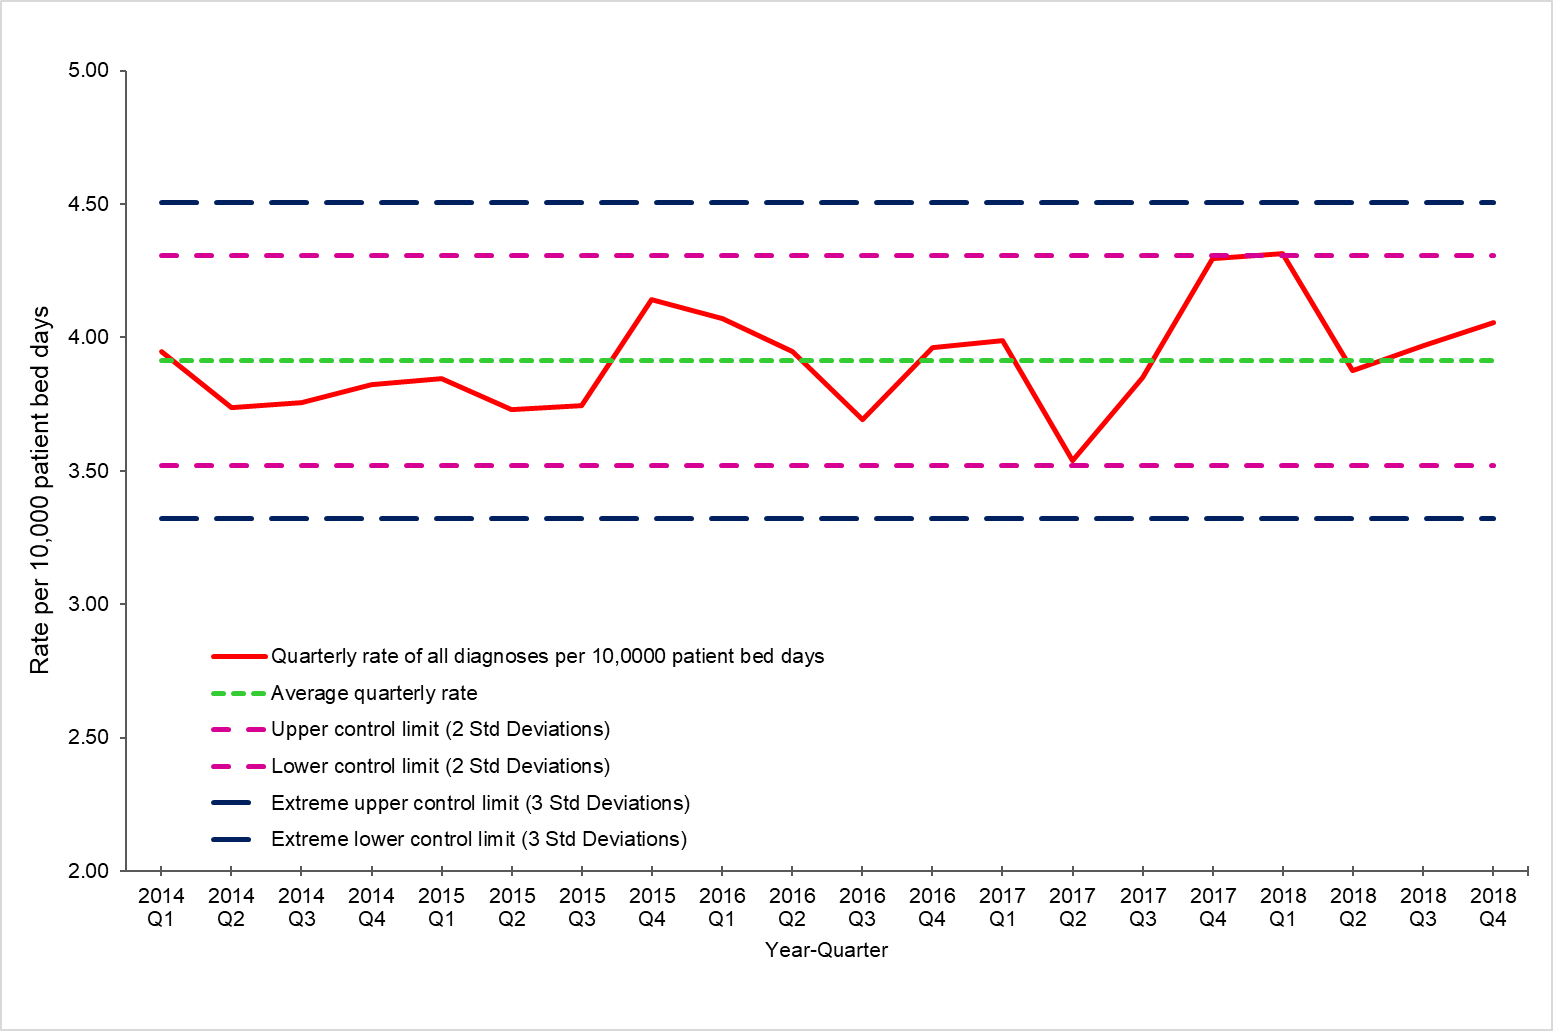 5.00
4.50
4.00
3.50
3.00
2.50
2.00
Rate per 10,000 patient bed days
Quarterly rate of all diagnoses per 10,0000 patient bed days
Average quarterly rate
Upper control limit (2 Std Deviations)
Lower control limit (2 Std Deviations)
Extreme upper control limit (3 Std Deviations)
Extreme lower control limit (3 Std Deviations)
2014 2014 2014 2014 2015 2015 2015 2015 2016 2016 2016 2016 2017 2017 2017 2017 2018 2018 2018 2018
Q1 Q2 Q3 Q4 Q1 Q2 Q3 Q4 Q1 Q2 Q3 Q4 Q1 Q2 Q3 Q4 Q1 Q2 Q3 Q4
Year-Quarter